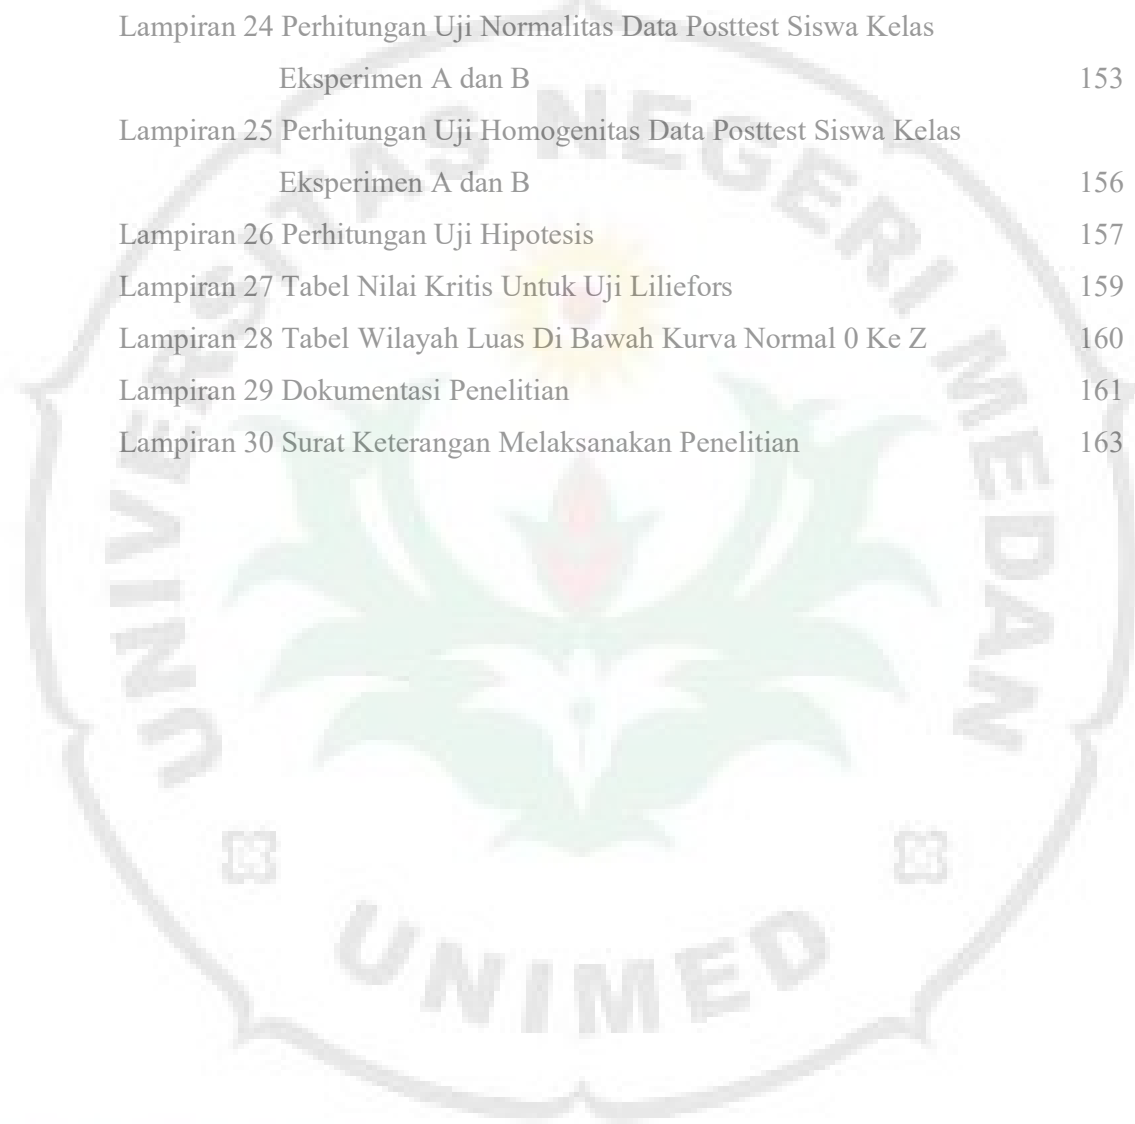 Lampiran 24 Perhitungan Uji Normalitas Data Posttest Siswa Kelas
Eksperimen A dan B 153
Lampiran 25 Perhitungan Uji Homogenitas Data Posttest Siswa Kelas
Eksperimen A dan B 156
Lampiran 26 Perhitungan Uji Hipotesis 157
Lampiran 27 Tabel Nilai Kritis Untuk Uji Liliefors 159
Lampiran 28 Tabel Wilayah Luas Di Bawah Kurva Normal 0 Ke Z 160
Lampiran 29 Dokumentasi Penelitian 161
Lampiran 30 Surat Keterangan Melaksanakan Penelitian 163
UNIVERSITAS NEGERI MEDAN
UNIMED